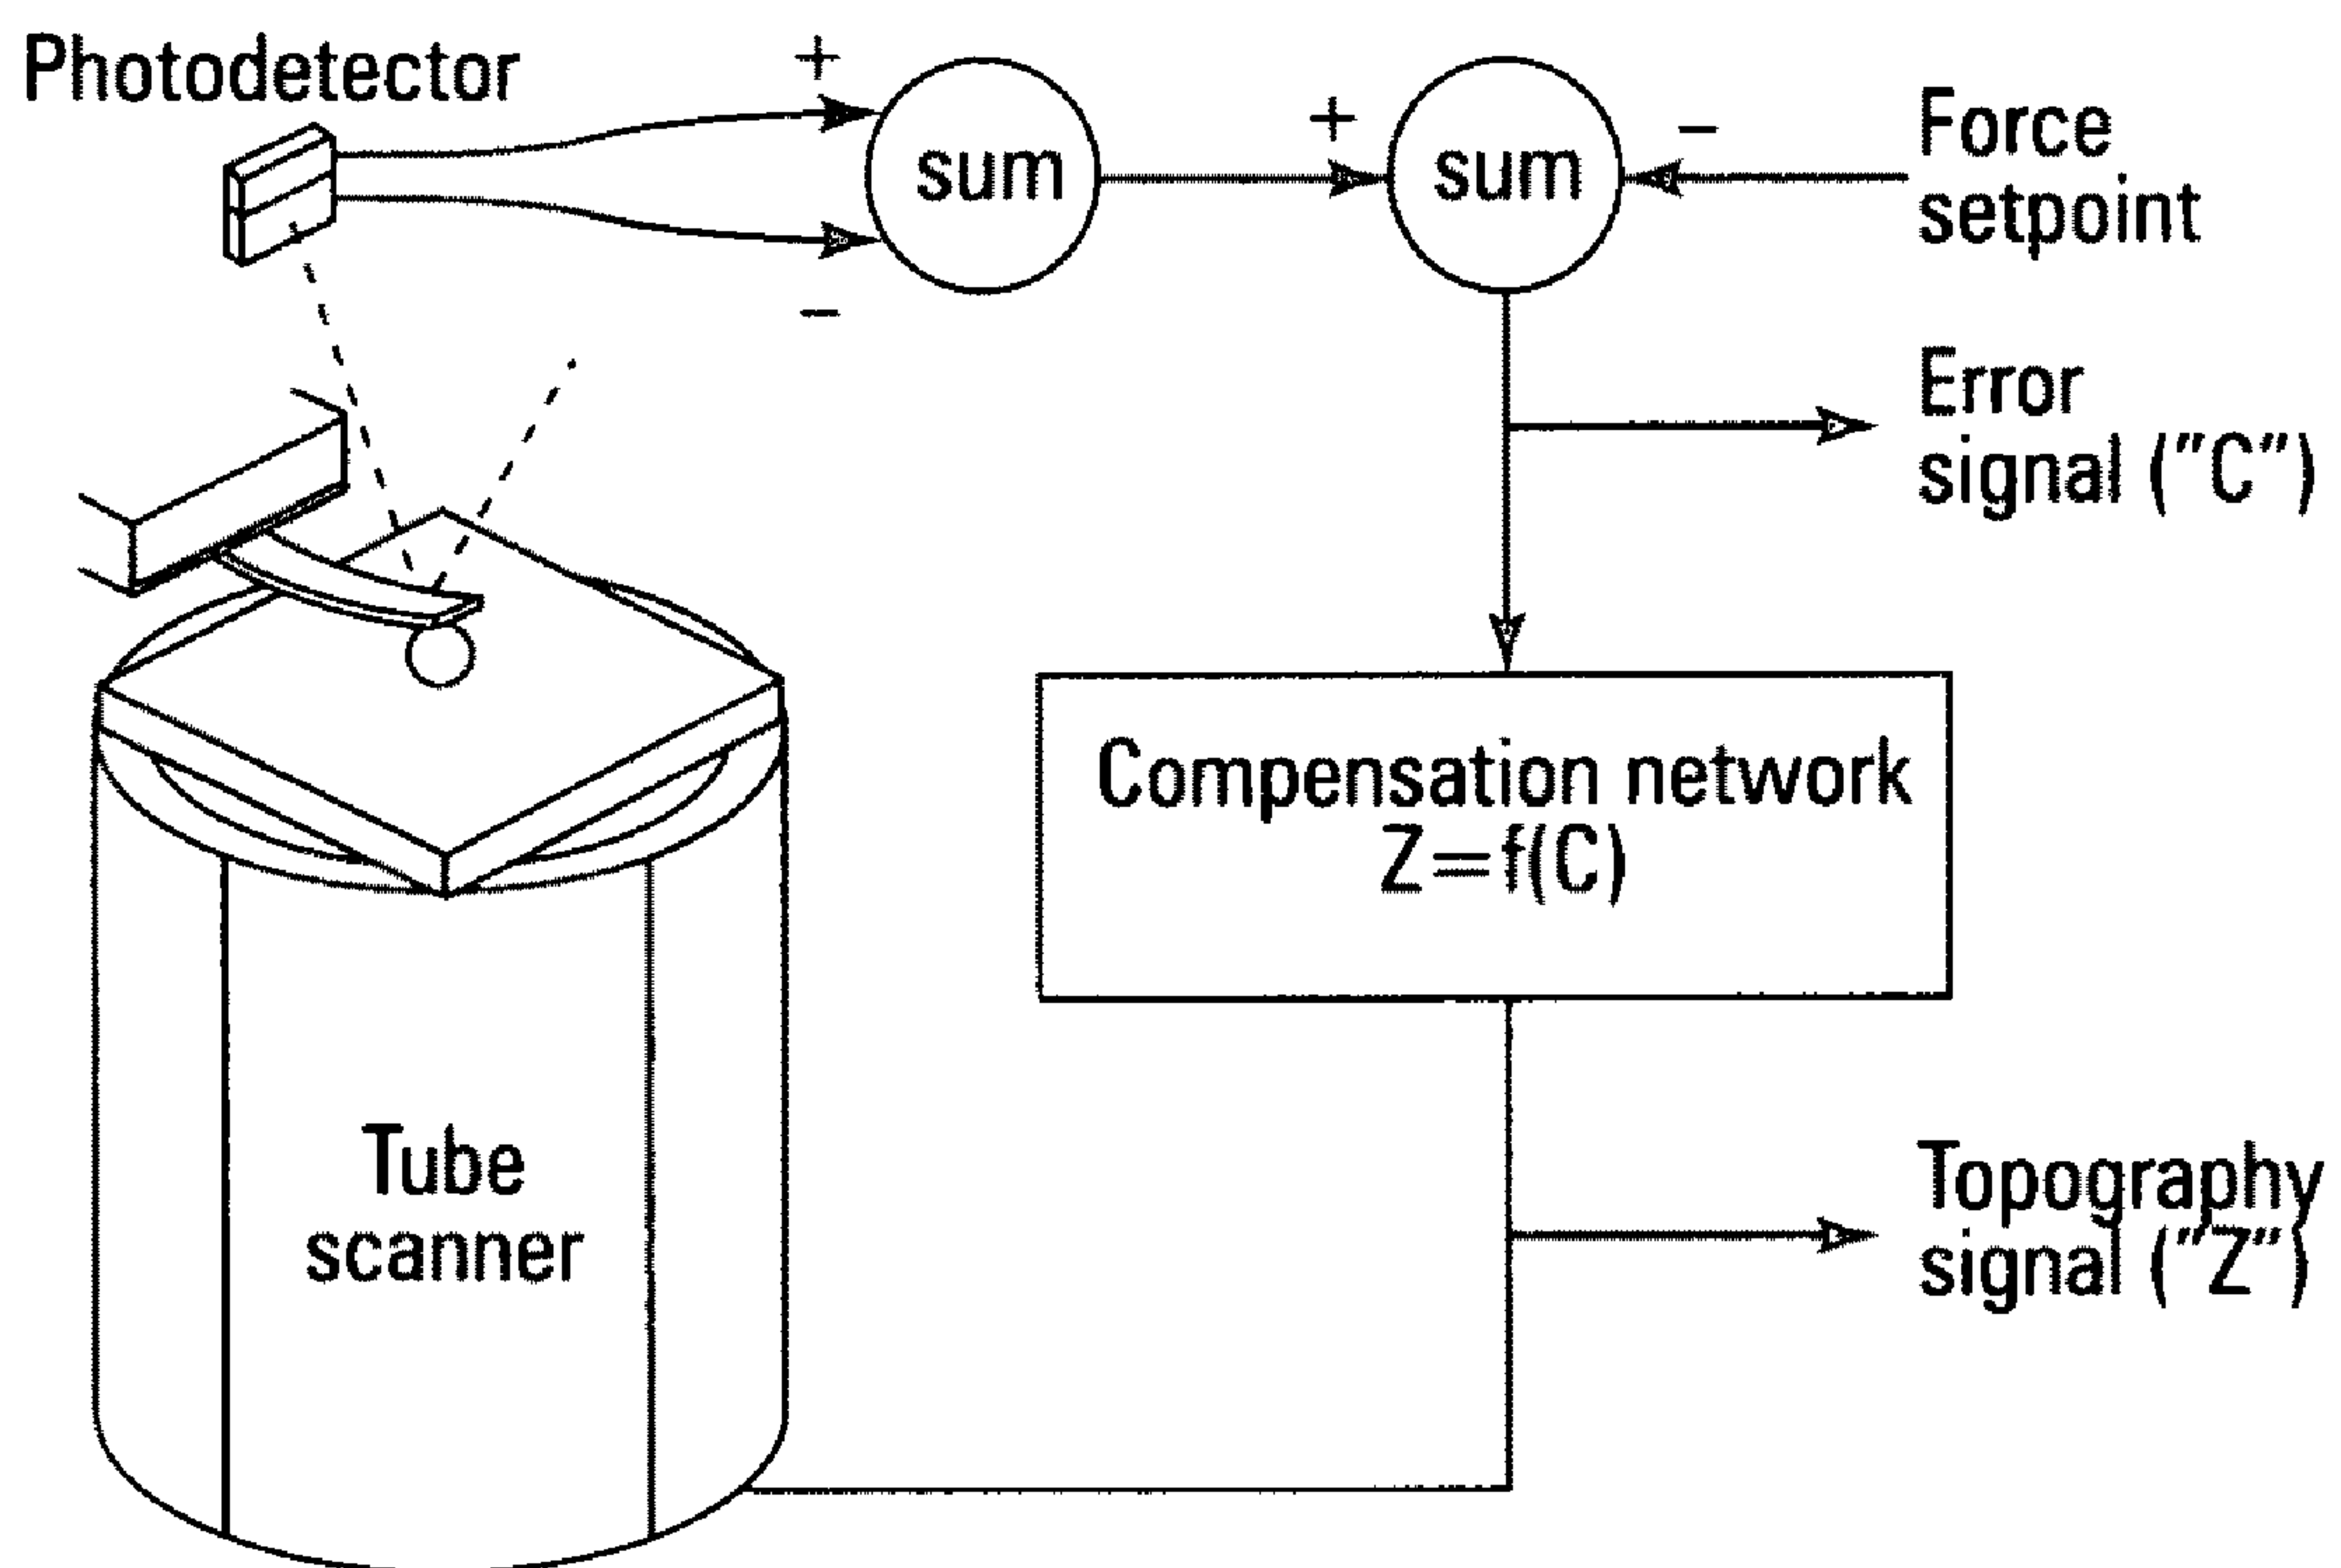 Photodetector
+
sum
+
sum
−
Force
setpoint
−
Error
signal ("C")
Compensation network
Z=f(C)
Tube
scanner
Topography
signal ("Z")